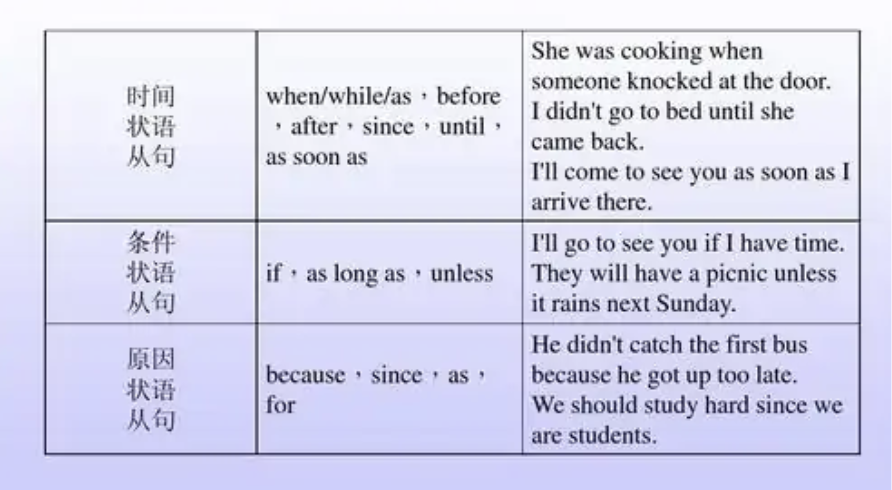 时间
状语
从句
when/while/as，before
，after，since，until，
as soon as
She was cooking when
someone knocked at the door.
I didn't go to bed until she
came back.
I'll come to see you as soon as I
arrive there.
条件
状语
从句
if，as long as，unless
I'll go to see you if I have time.
They will have a picnic unless
it rains next Sunday.
原因
状语
从句
because，since，as，
for
He didn't catch the first bus
because he got up too late.
We should study hard since we
are students.